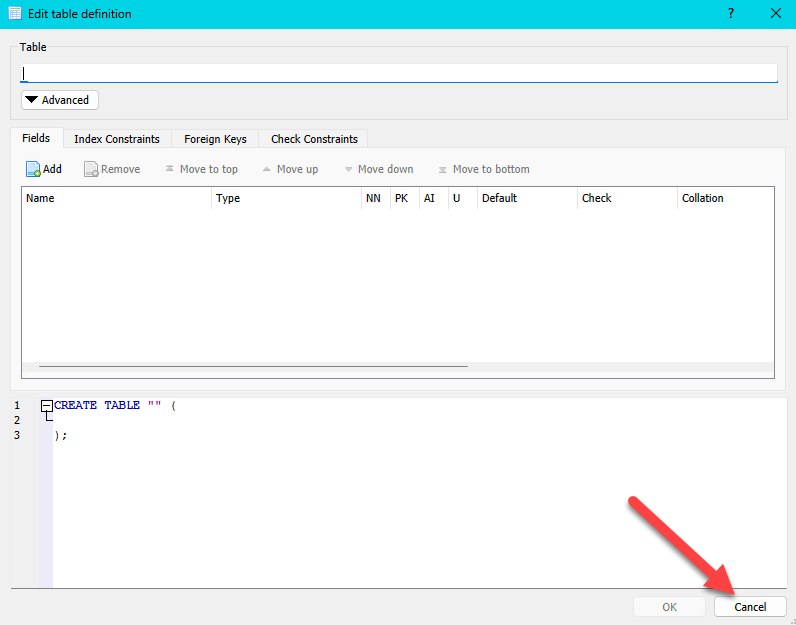 Edit table definition ?
Table
Advanced
Fields Index Constraints Foreign Keys Check Constraints
Add Remove Move to top Move up Move down Move to bottom
Name Type NN PK AI U Default Check Collation
1 CREATE TABLE "" (
2
3 );
OK Cancel